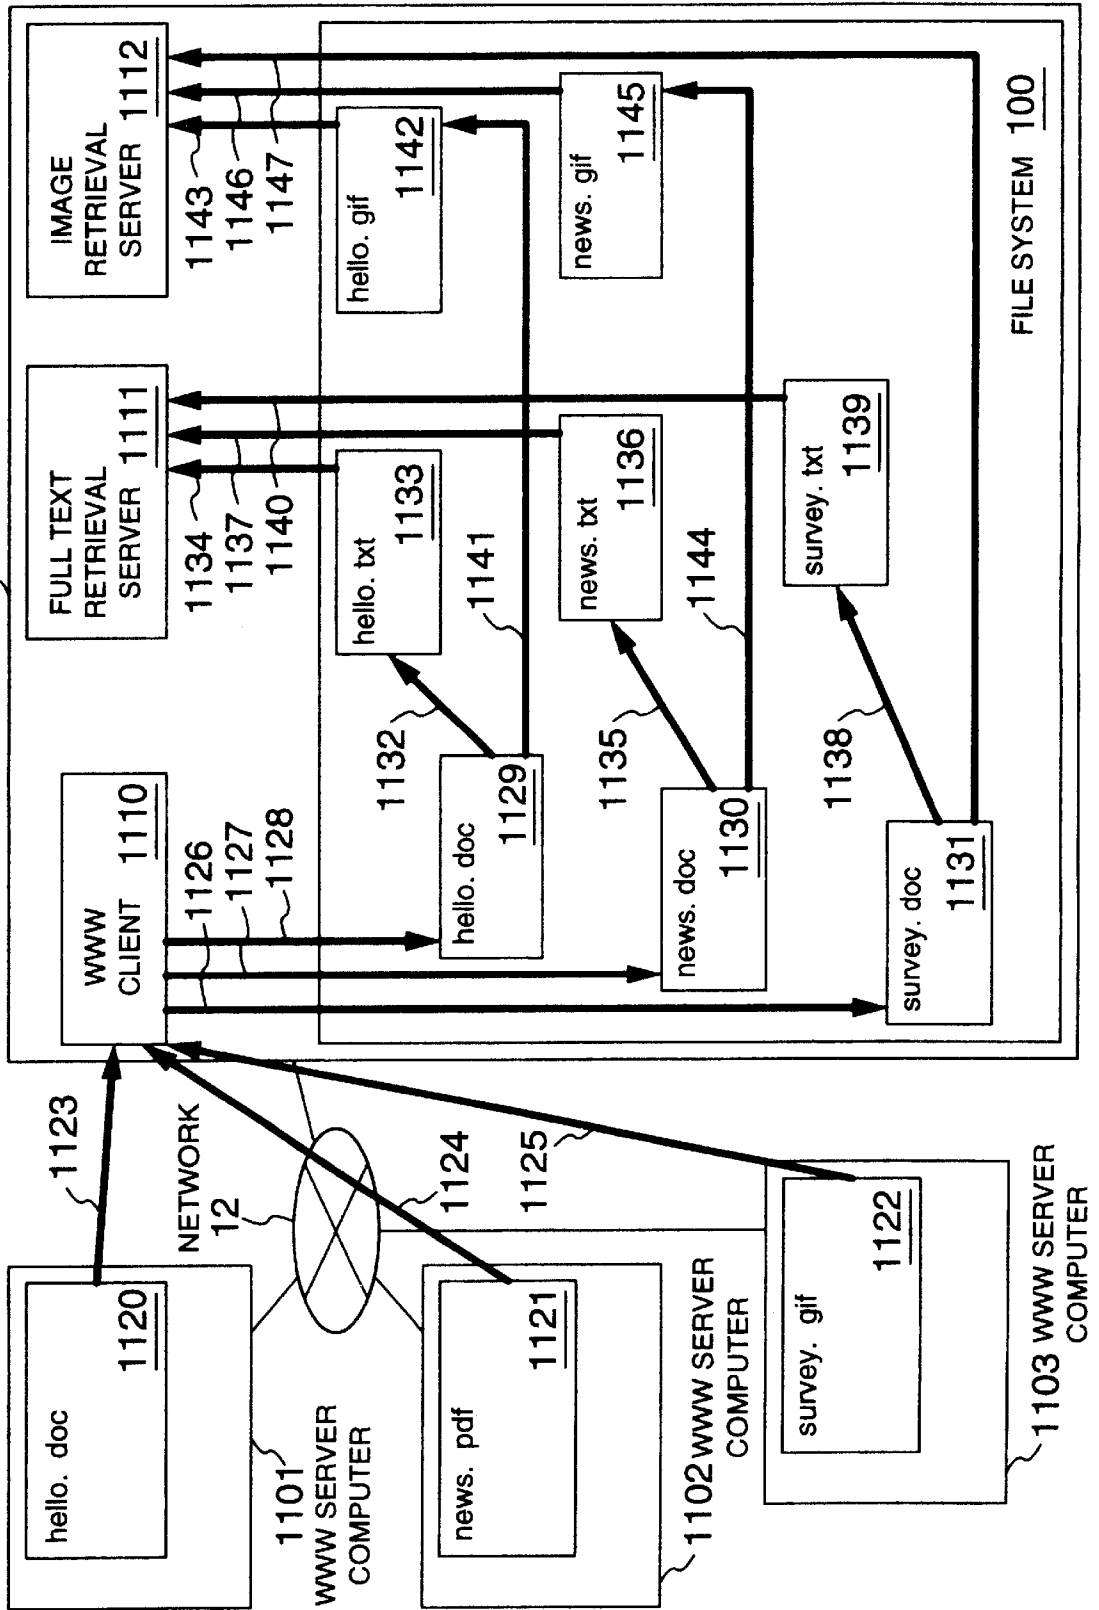 hello. doc
1120
1101
WWW SERVER
COMPUTER
news. pdf
1121
1102 WWW SERVER
COMPUTER
survey. gif
1122
1103 WWW SERVER
COMPUTER
NETWORK
12
1123
1124
1125
WWW
CLIENT 1110
1126
1127
1128
hello. doc
1129
news. doc
1130
survey. doc
1131
1132
1135
1138
1141
1144
FULL TEXT
RETRIEVAL
SERVER 1111
1134
1137
1140
hello. txt
1133
news. txt
1136
survey. txt
1139
IMAGE
RETRIEVAL
SERVER 1112
1143
1146
1147
hello. gif
1142
news. gif
1145
FILE SYSTEM 100